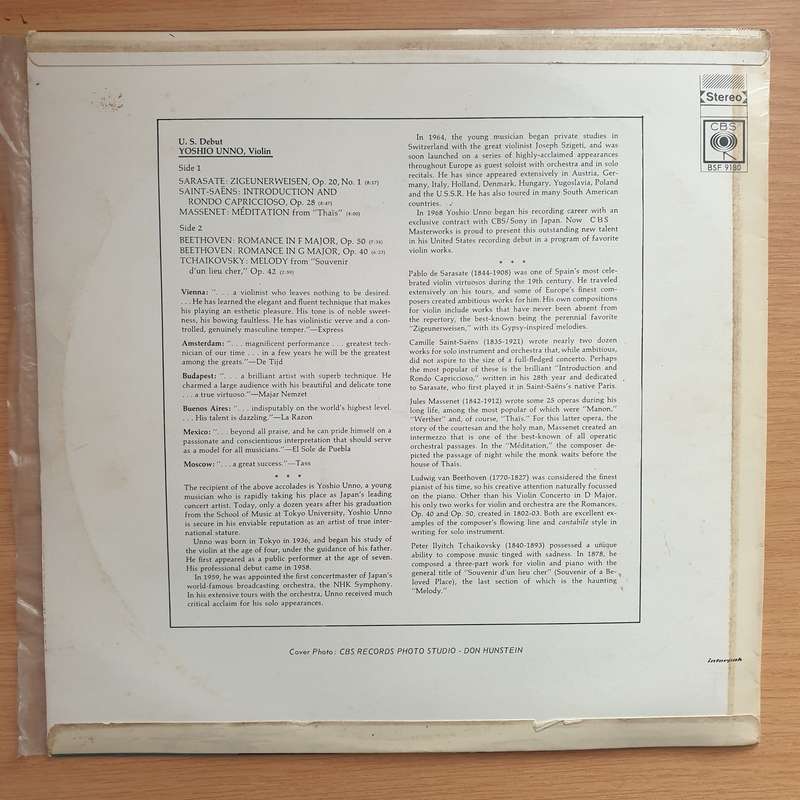 Stereo
CBS
BSF 9180
U. S. Debut
YOSHIO UNNO, Violin
Side 1
SARASATE: ZIGEUNERWEISEN, Op. 20, No. 1 (8:17)
SAINT-SAËNS: INTRODUCTION AND
RONDO CAPRICCIOSO, Op. 28 (8:47)
MASSENET: MÉDITATION from "Thaïs"
Side 2
BEETHOVEN: ROMANCE IN F MAJOR, Op. 50
BEETHOVEN: ROMANCE IN G MAJOR, Op. 40
TCHAIKOVSKY: MELODY from "Souvenir
d'un lieu cher," Op. 42
Vienna: ". . . a violinist who leaves nothing to be desired.
. . . He has learned the elegant and fluent technique that makes
his playing an esthetic pleasure. His tone is of noble sweet-
ness, his bowing faultless. He has violinistic verve and a con-
trolled, genuinely masculine temper."—Express
Amsterdam: ". . . magnificent performance . . . greatest tech-
nician of our time . . . in a few years he will be the greatest
among the greats."—De Tijd
Budapest: ". . . a brilliant artist with superb technique. He
charmed a large audience with his beautiful and delicate tone
. . . a true virtuoso."—Majar Nemzet
Buenos Aires: ". . . indisputably on the world's highest level.
. . . His talent is dazzling."—La Razon
Mexico: ". . . beyond all praise, and he can pride himself on a
passionate and conscientious interpretation that should serve
as a model for all musicians."—El Sole de Puebla
Moscow: ". . . a great success."—Tass
* * *
The recipient of the above accolades is Yoshio Unno, a young
musician who is rapidly taking his place as Japan's leading
concert artist. Today, only a dozen years after his graduation
from the School of Music at Tokyo University, Yoshio Unno
is secure in his enviable reputation as an artist of true inter-
national stature.
Unno was born in Tokyo in 1936, and began his study of
the violin at the age of four, under the guidance of his father.
He first appeared as a public performer at the age of seven.
His professional debut came in 1958.
In 1959, he was appointed the first concertmaster of Japan's
world-famous broadcasting orchestra, the NHK Symphony.
In his extensive tours with the orchestra, Unno received much
critical acclaim for his solo appearances.
In 1964, the young musician began private studies in
Switzerland with the great violinist Joseph Szigeti, and was
soon launched on a series of highly-acclaimed appearances
throughout Europe as guest soloist with orchestra and in solo
recitals. He has since appeared extensively in Austria, Ger-
many, Italy, Holland, Denmark, Hungary, Yugoslavia, Poland
and the U.S.S.R. He has also toured in many South American
countries.
In 1968 Yoshio Unno began his recording career with an
exclusive contract with CBS/Sony in Japan. Now CBS
Masterworks is proud to present this outstanding new talent
in his United States recording debut in a program of favorite
violin works.
* * *
Pablo de Sarasate (1844-1908) was one of Spain's most cele-
brated violin virtuosos during the 19th century. He traveled
extensively on his tours, and some of Europe's finest com-
posers created ambitious works for him. His own compositions
for violin include works that have never been absent from
the repertory, the best-known being the perennial favorite
"Zigeunerweisen," with its Gypsy-inspired melodies.
Camille Saint-Saëns (1835-1921) wrote nearly two dozen
works for solo instrument and orchestra that, while ambitious,
did not aspire to the size of a full-fledged concerto. Perhaps
the most popular of these is the brilliant "Introduction and
Rondo Capriccioso," written in his 28th year and dedicated
to Sarasate, who first played it in Saint-Saëns's native Paris.
Jules Massenet (1842-1912) wrote some 25 operas during his
long life, among the most popular of which were "Manon,"
"Werther" and, of course, "Thaïs." For this latter opera, the
story of the courtesan and the holy man, Massenet created an
intermezzo that is one of the best-known of all operatic
orchestral passages. In the "Méditation," the composer de-
picted the passage of night while the monk waits before the
house of Thaïs.
Ludwig van Beethoven (1770-1827) was considered the finest
pianist of his time, so his creative attention naturally focussed
on the piano. Other than his Violin Concerto in D Major,
his only two works for violin and orchestra are the Romances,
Op. 40 and Op. 50, created in 1802-03. Both are excellent ex-
amples of the composer's flowing line and cantabile style in
writing for solo instrument.
Peter Ilyitch Tchaikovsky (1840-1893) possessed a unique
ability to compose music tinged with sadness. In 1878, he
composed a three-part work for violin and piano with the
general title of "Souvenir d'un lieu cher" (Souvenir of a Be-
loved Place), the last section of which is the haunting
"Melody."
Cover Photo: CBS RECORDS PHOTO STUDIO - DON HUNSTEIN
interpak